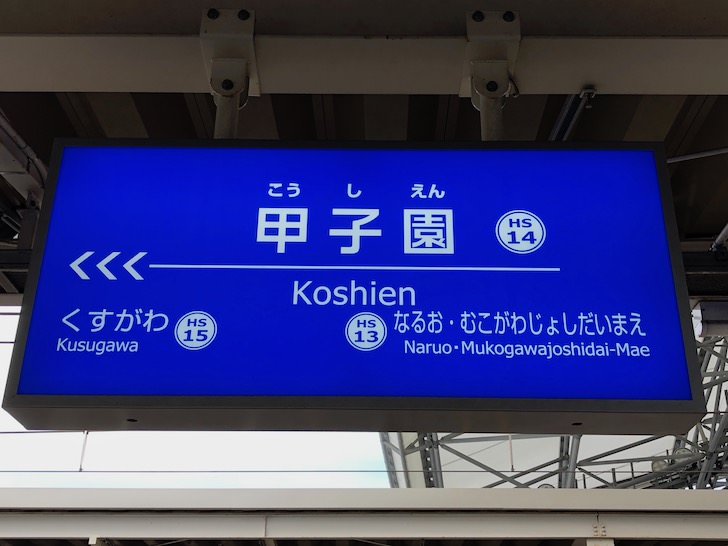 こう し えん
甲子園
HS
14
Koshien
くすがわ
Kusugawa
HS
15
HS
13
なるお・むこがわじょしだいまえ
Naruo・Mukogawajoshidai-Mae